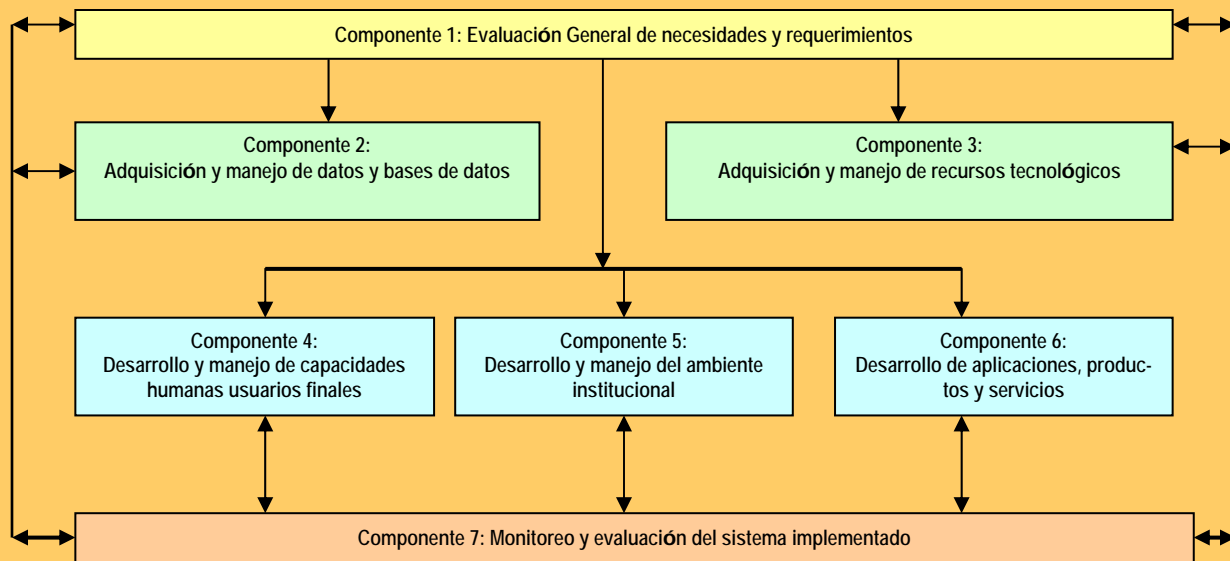 Componente 1: Evaluación General de necesidades y requerimientos
Componente 2:
Adquisición y manejo de datos y bases de datos
Componente 3:
Adquisición y manejo de recursos tecnológicos
Componente 4:
Desarrollo y manejo de capacidades
humanas usuarios finales
Componente 5:
Desarrollo y manejo del ambiente
institucional
Componente 6:
Desarrollo de aplicaciones, produc-
tos y servicios
Componente 7: Monitoreo y evaluación del sistema implementado